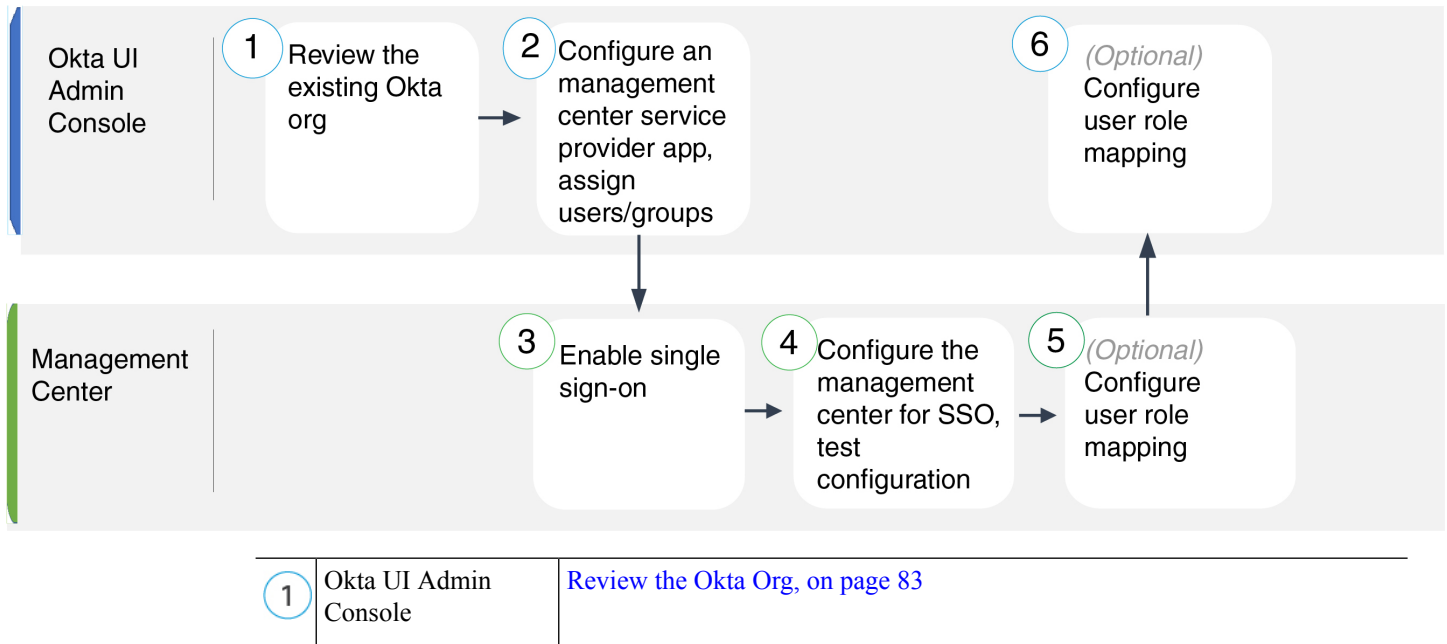 Okta UI
Admin
Console
1
Review the
existing Okta
org
2
Configure an
management
center service
provider app,
assign
users/groups
6
(Optional)
Configure
user role
mapping
Management
Center
3
Enable single
sign-on
4
Configure the
management
center for SSO,
test
configuration
5
(Optional)
Configure
user role
mapping
1
Okta UI Admin
Console
Review the Okta Org, on page 83